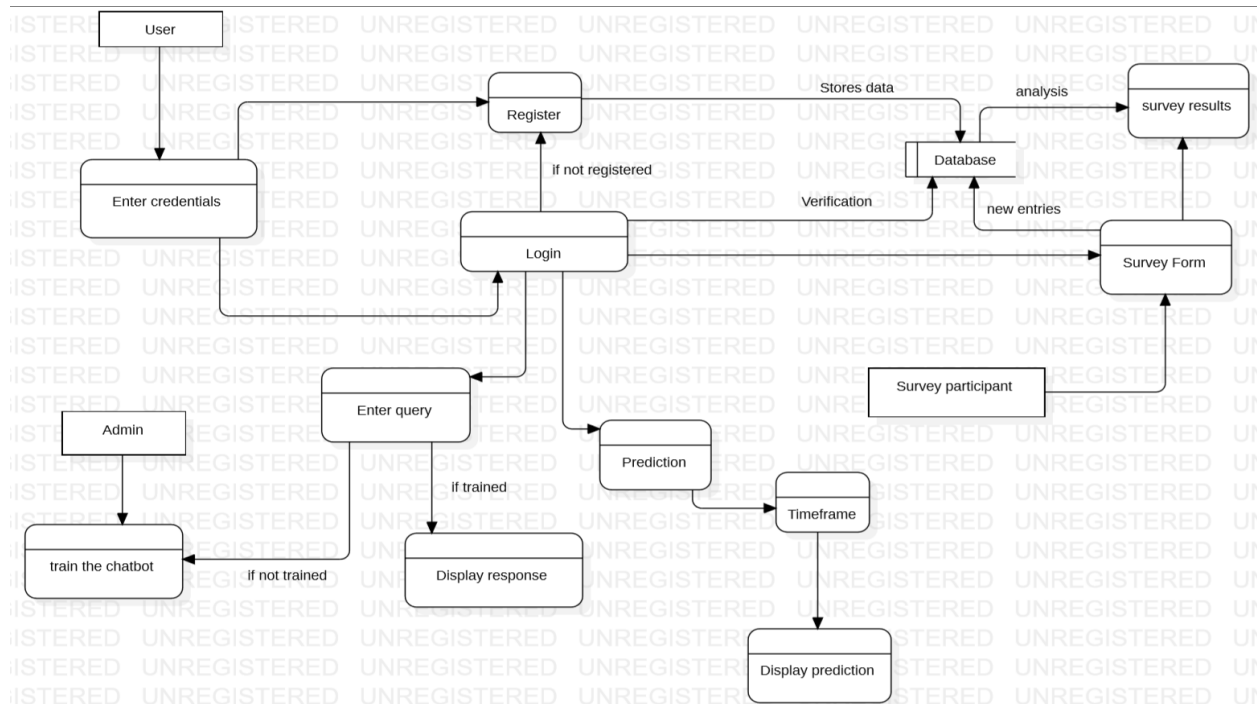 User
Register
Stores data
analysis
survey results
Database
if not registered
Enter credentials
Verification
new entries
Login
Survey Form
Survey participant
Enter query
Admin
Prediction
if trained
Timeframe
train the chatbot
if not trained
Display response
Display prediction
UNREGISTERED